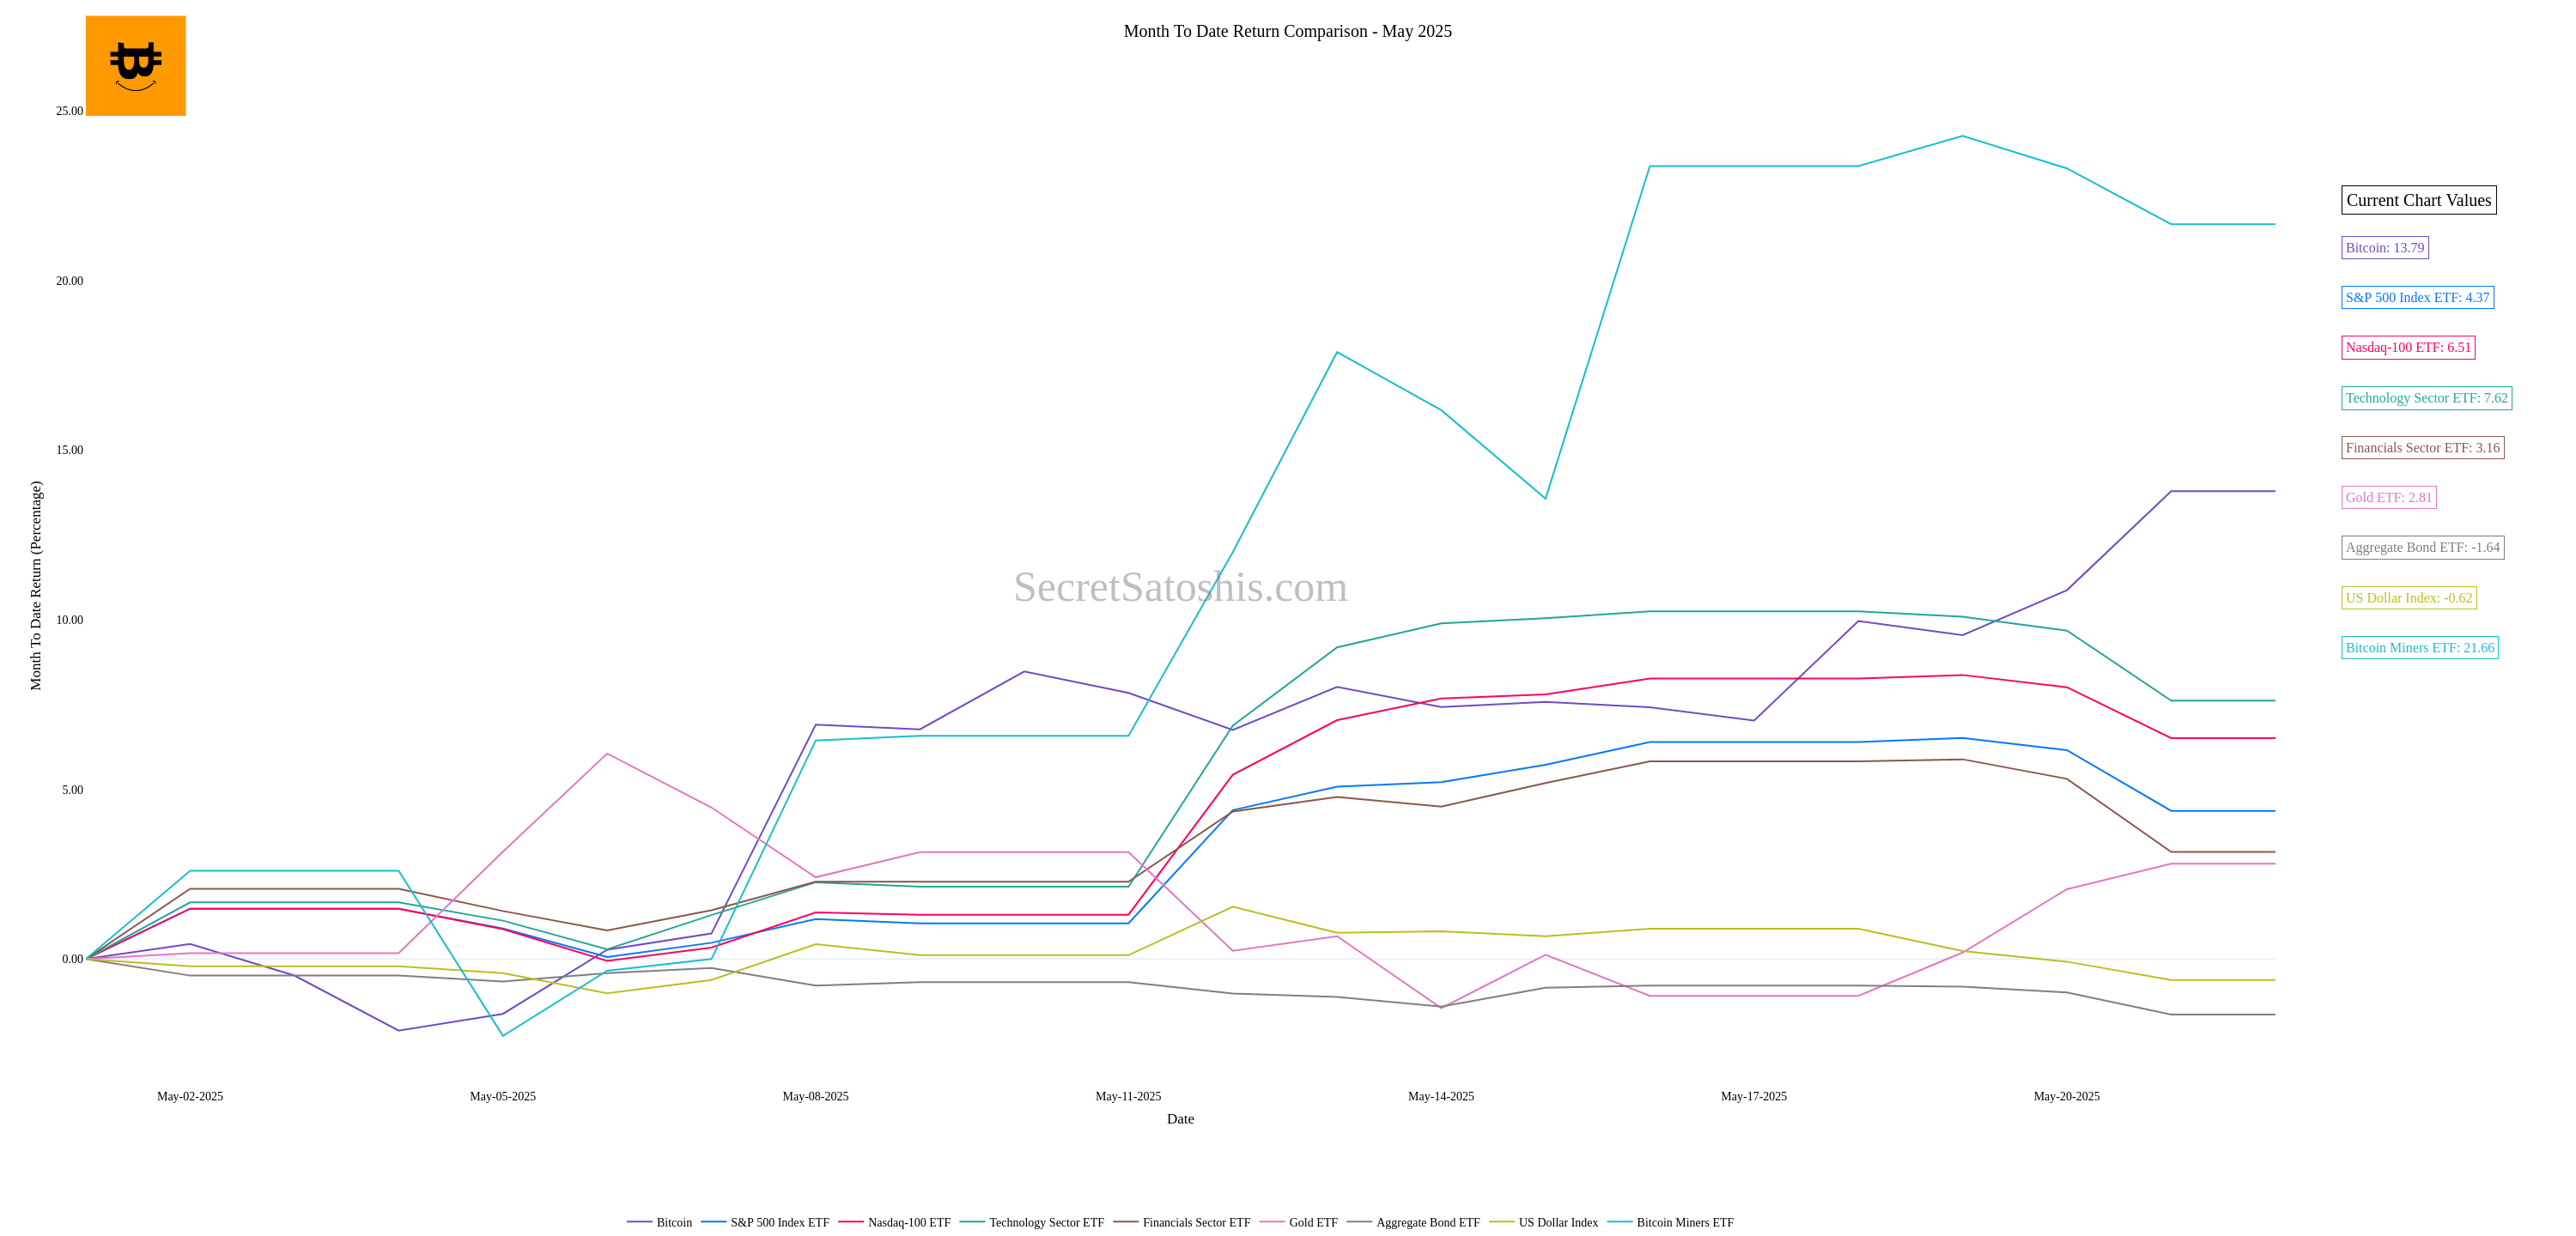 Month To Date Return Comparison - May 2025
25.00
20.00
15.00
10.00
5.00
0.00
Month To Date Return (Percentage)
SecretSatoshis.com
Current Chart Values
Bitcoin: 13.79
S&P 500 Index ETF: 4.37
Nasdaq-100 ETF: 6.51
Technology Sector ETF: 7.62
Financials Sector ETF: 3.16
Gold ETF: 2.81
Aggregate Bond ETF: -1.64
US Dollar Index: -0.62
Bitcoin Miners ETF: 21.66
May-02-2025 May-05-2025 May-08-2025 May-11-2025 May-14-2025 May-17-2025 May-20-2025
Date
Bitcoin S&P 500 Index ETF Nasdaq-100 ETF Technology Sector ETF Financials Sector ETF Gold ETF Aggregate Bond ETF US Dollar Index Bitcoin Miners ETF